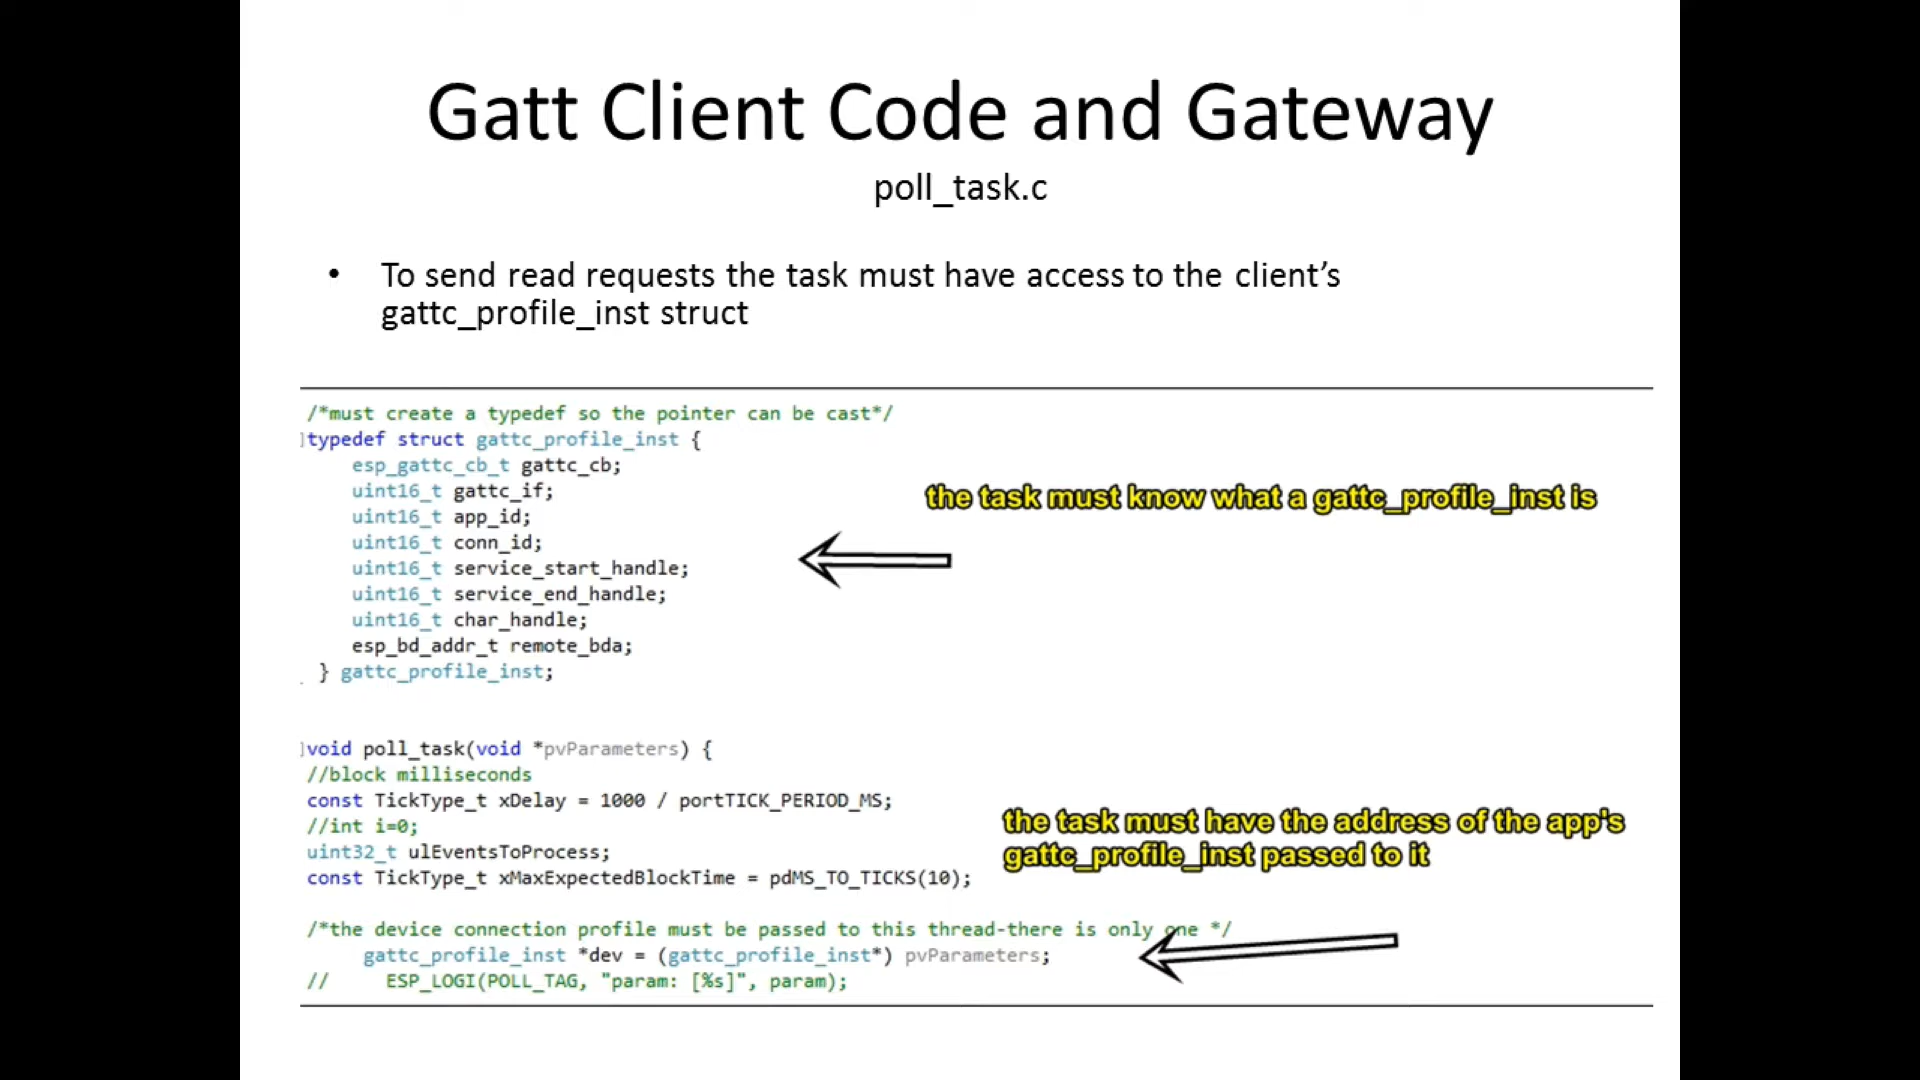 Gatt Client Code and Gateway
poll_task.c
• To send read requests the task must have access to the client’s
gattc_profile_inst struct
/*must create a typedef so the pointer can be cast*/
typedef struct gattc_profile_inst {
esp_gattc_cb_t gattc_cb;
uint16_t gattc_if;
the task must know what a gattc_profile_inst is
uint16_t app_id;
uint16_t conn_id;
uint16_t service_start_handle;
uint16_t service_end_handle;
uint16_t char_handle;
esp_bd_addr_t remote_bda;
} gattc_profile_inst;
void poll_task(void *pvParameters) {
//block milliseconds
const TickType_t xDelay = 1000 / portTICK_PERIOD_MS;
//int i=0;
the task must have the address of the app's
gattc_profile_inst passed to it
uint32_t ulEventsToProcess;
const TickType_t xMaxExpectedBlockTime = pdMS_TO_TICKS(10);
/*the device connection profile must be passed to this thread-there is only one */
gattc_profile_inst *dev = (gattc_profile_inst*) pvParameters;
// ESP_LOGI(POLL_TAG, "param: [%s]", param);